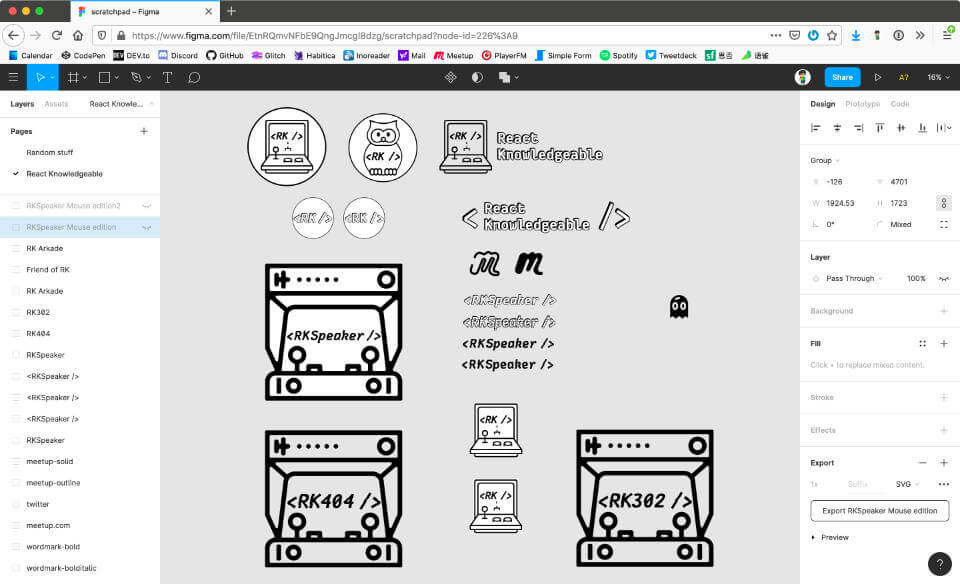 scratchpad – Figma
https://www.figma.com/file/EtnRQmvNFbE9QngJmcgl8dzg/scratchpad?node-id=226%3A9
Calendar CodePen DEV.to Discord GitHub Glitch Habitica Inoreader Mail Meetup PlayerFM Simple Form Spotify Tweetdeck 思否 语雀
Share A? 16%
Layers Assets React Knowle...
Design Prototype Code
Pages
Random stuff
React Knowledgeable
RKSpeaker Mouse edition2
RKSpeaker Mouse edition
RK Arkade
Friend of RK
RK Arkade
RK302
RK404
RKSpeaker
<RKSpeaker />
<RKSpeaker />
<RKSpeaker />
RKSpeaker
meetup-solid
meetup-outline
twitter
meetup.com
wordmark-bold
wordmark-bolditalic
<RK />
<RK />
<RK />
React
Knowledgeable
<RK />
<RK />
< React
Knowledgeable />
m m
<RKSpeaker />
<RKSpeaker />
<RKSpeaker />
<RKSpeaker />
<RKSpeaker />
<RK />
<RK />
<RK404 />
<RK302 />
Group
X -126 Y 4701
W 1924.53 H 1723
0° Mixed
Layer
Pass Through 100%
Background
Fill
Click + to replace mixed content.
Stroke
Effects
Export
1x Suffix SVG
Export RKSpeaker Mouse edition
Preview
?